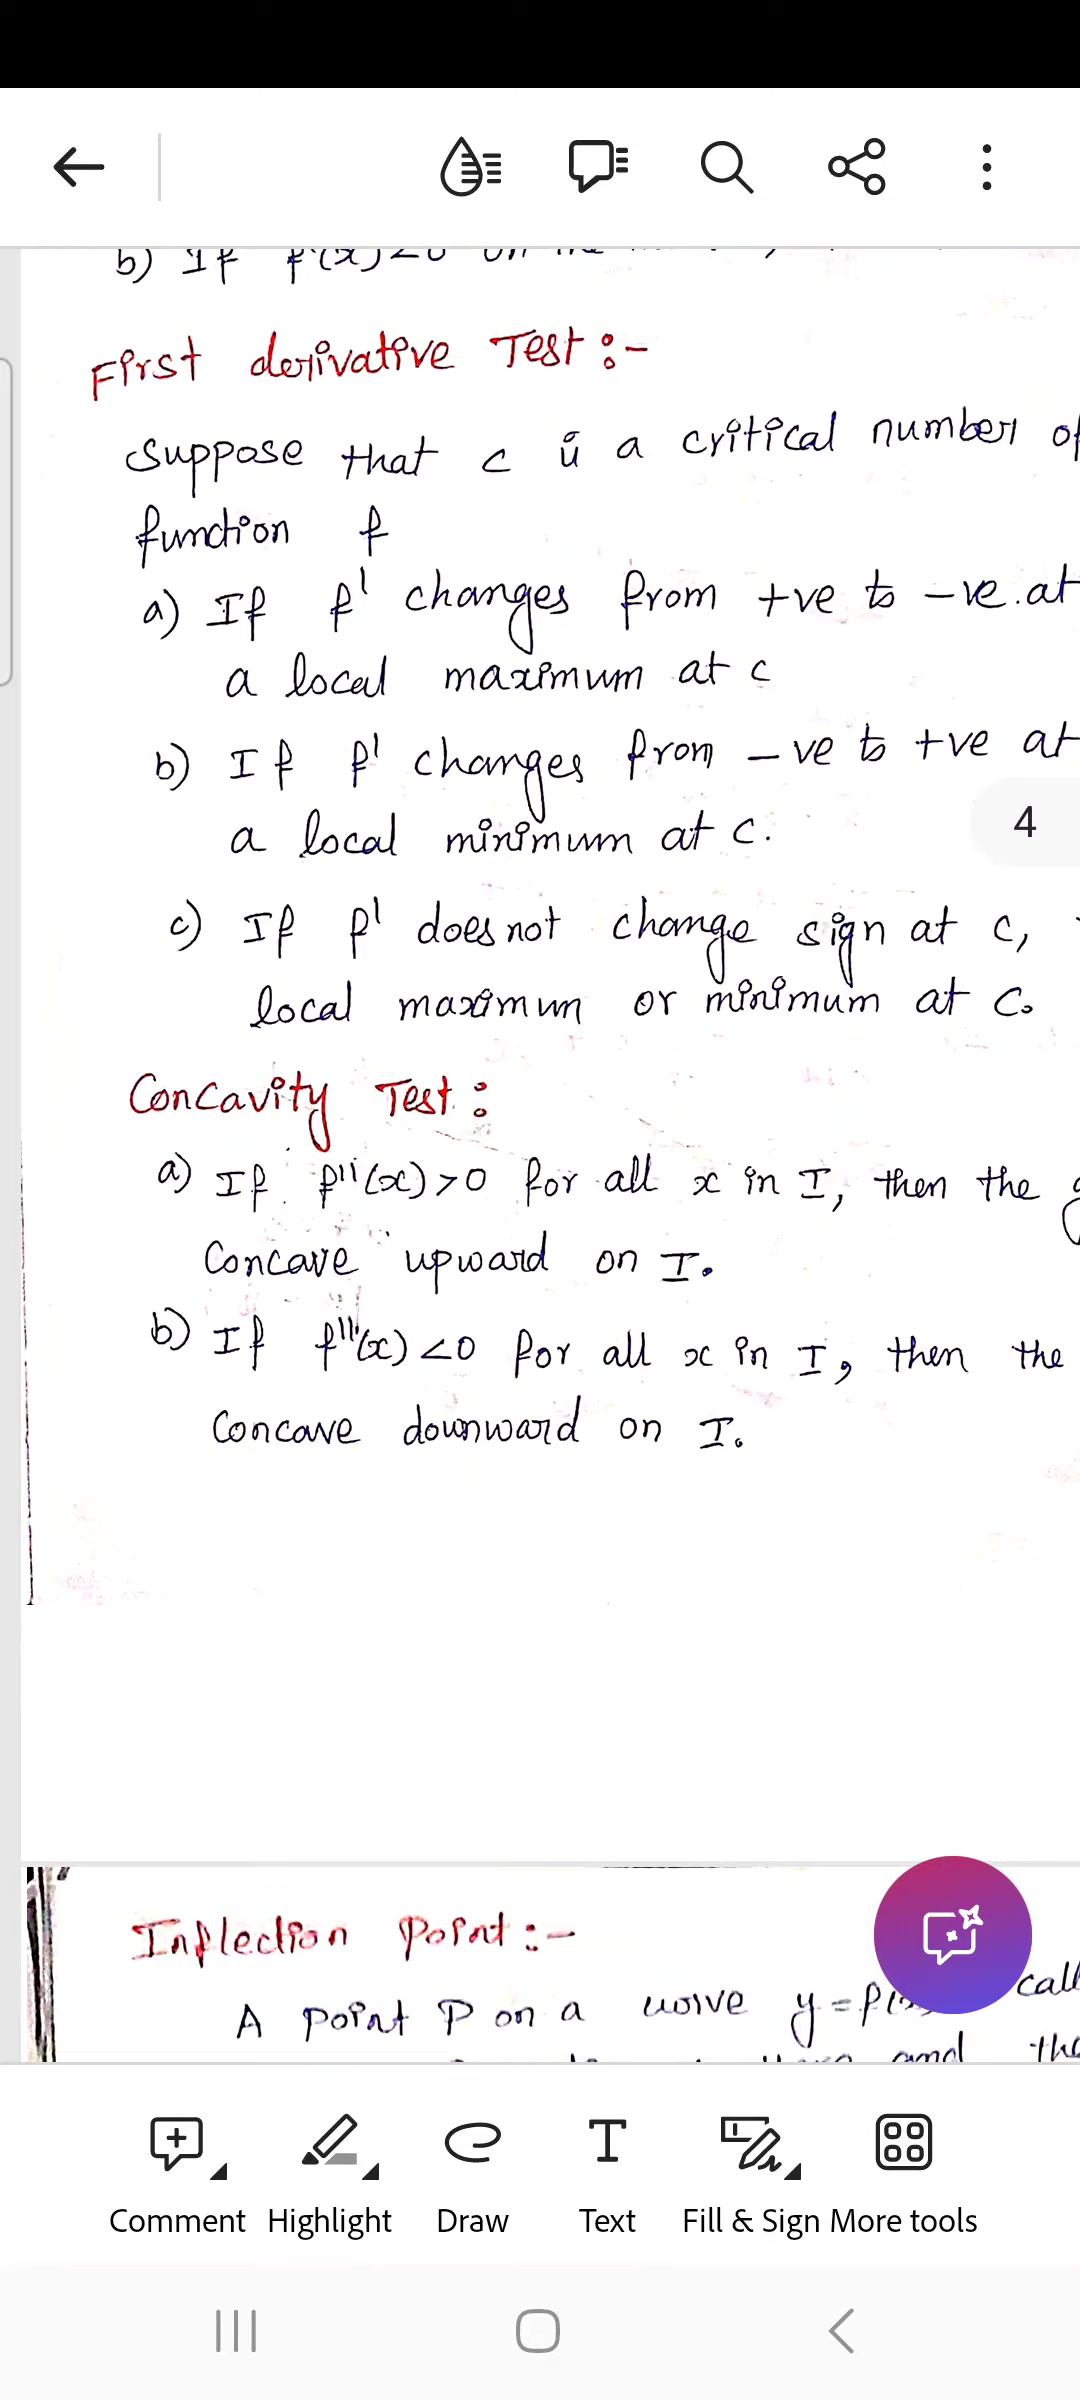 b) If f'(x)<0
First derivative Test :-
Suppose that c is a critical number of
function f
a) If f' changes from +ve to -ve. at
a local maximum at c
b) If f' changes from -ve to +ve at
a local minimum at c.
4
c) If f' does not change sign at c,
local maximum or minimum at c.
Concavity Test :
a) If f''(x) >0 for all x in I, then the
Concave upward on I.
b) If f''(x) <0 for all x in I, then the
Concave downward on I.
Inflection Point :-
A point P on a curve y = f(x) call
and the
Comment Highlight Draw Text Fill & Sign More tools